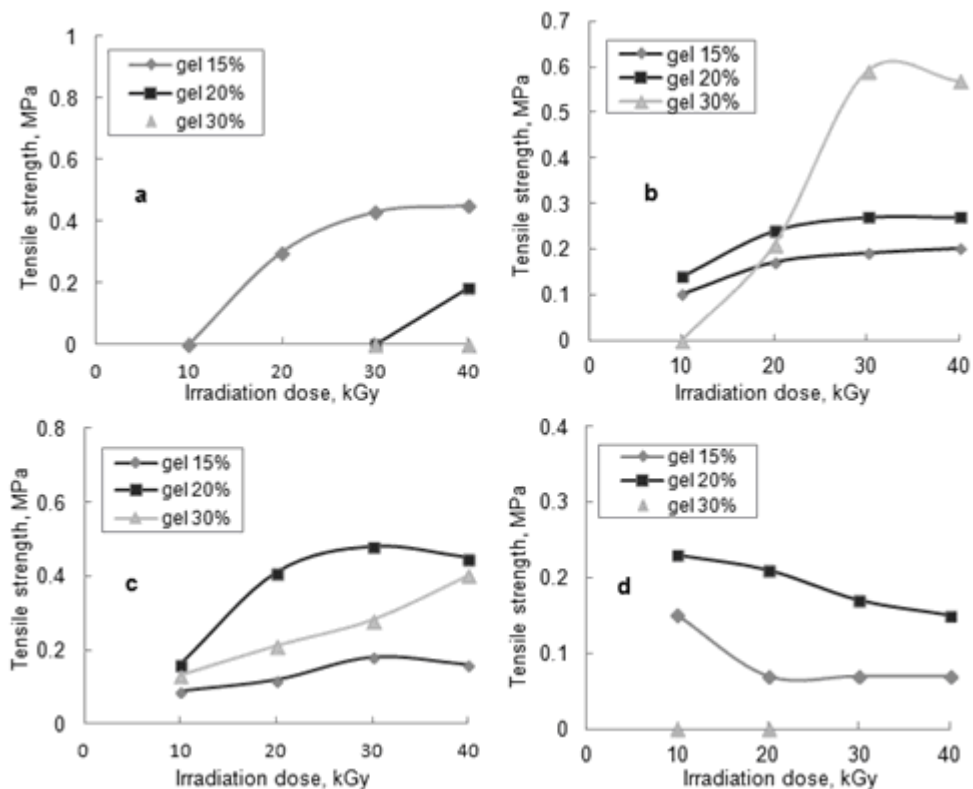 1
0.8
0.6
0.4
0.2
0
0
10
20
30
40
Tensile strength, MPa
Irradiation dose, kGy
gel 15%
gel 20%
gel 30%
a
0.7
0.6
0.5
0.4
0.3
0.2
0.1
0
0
10
20
30
40
Tensile strength, MPa
Irradiation dose, kGy
gel 15%
gel 20%
gel 30%
b
0.8
0.6
0.4
0.2
0
0
10
20
30
40
Tensile strength, MPa
Irradiation dose, kGy
gel 15%
gel 20%
gel 30%
c
0.4
0.3
0.2
0.1
0
0
10
20
30
40
Tensile strength, MPa
Irradiation dose, kGy
gel 15%
gel 20%
gel 30%
d